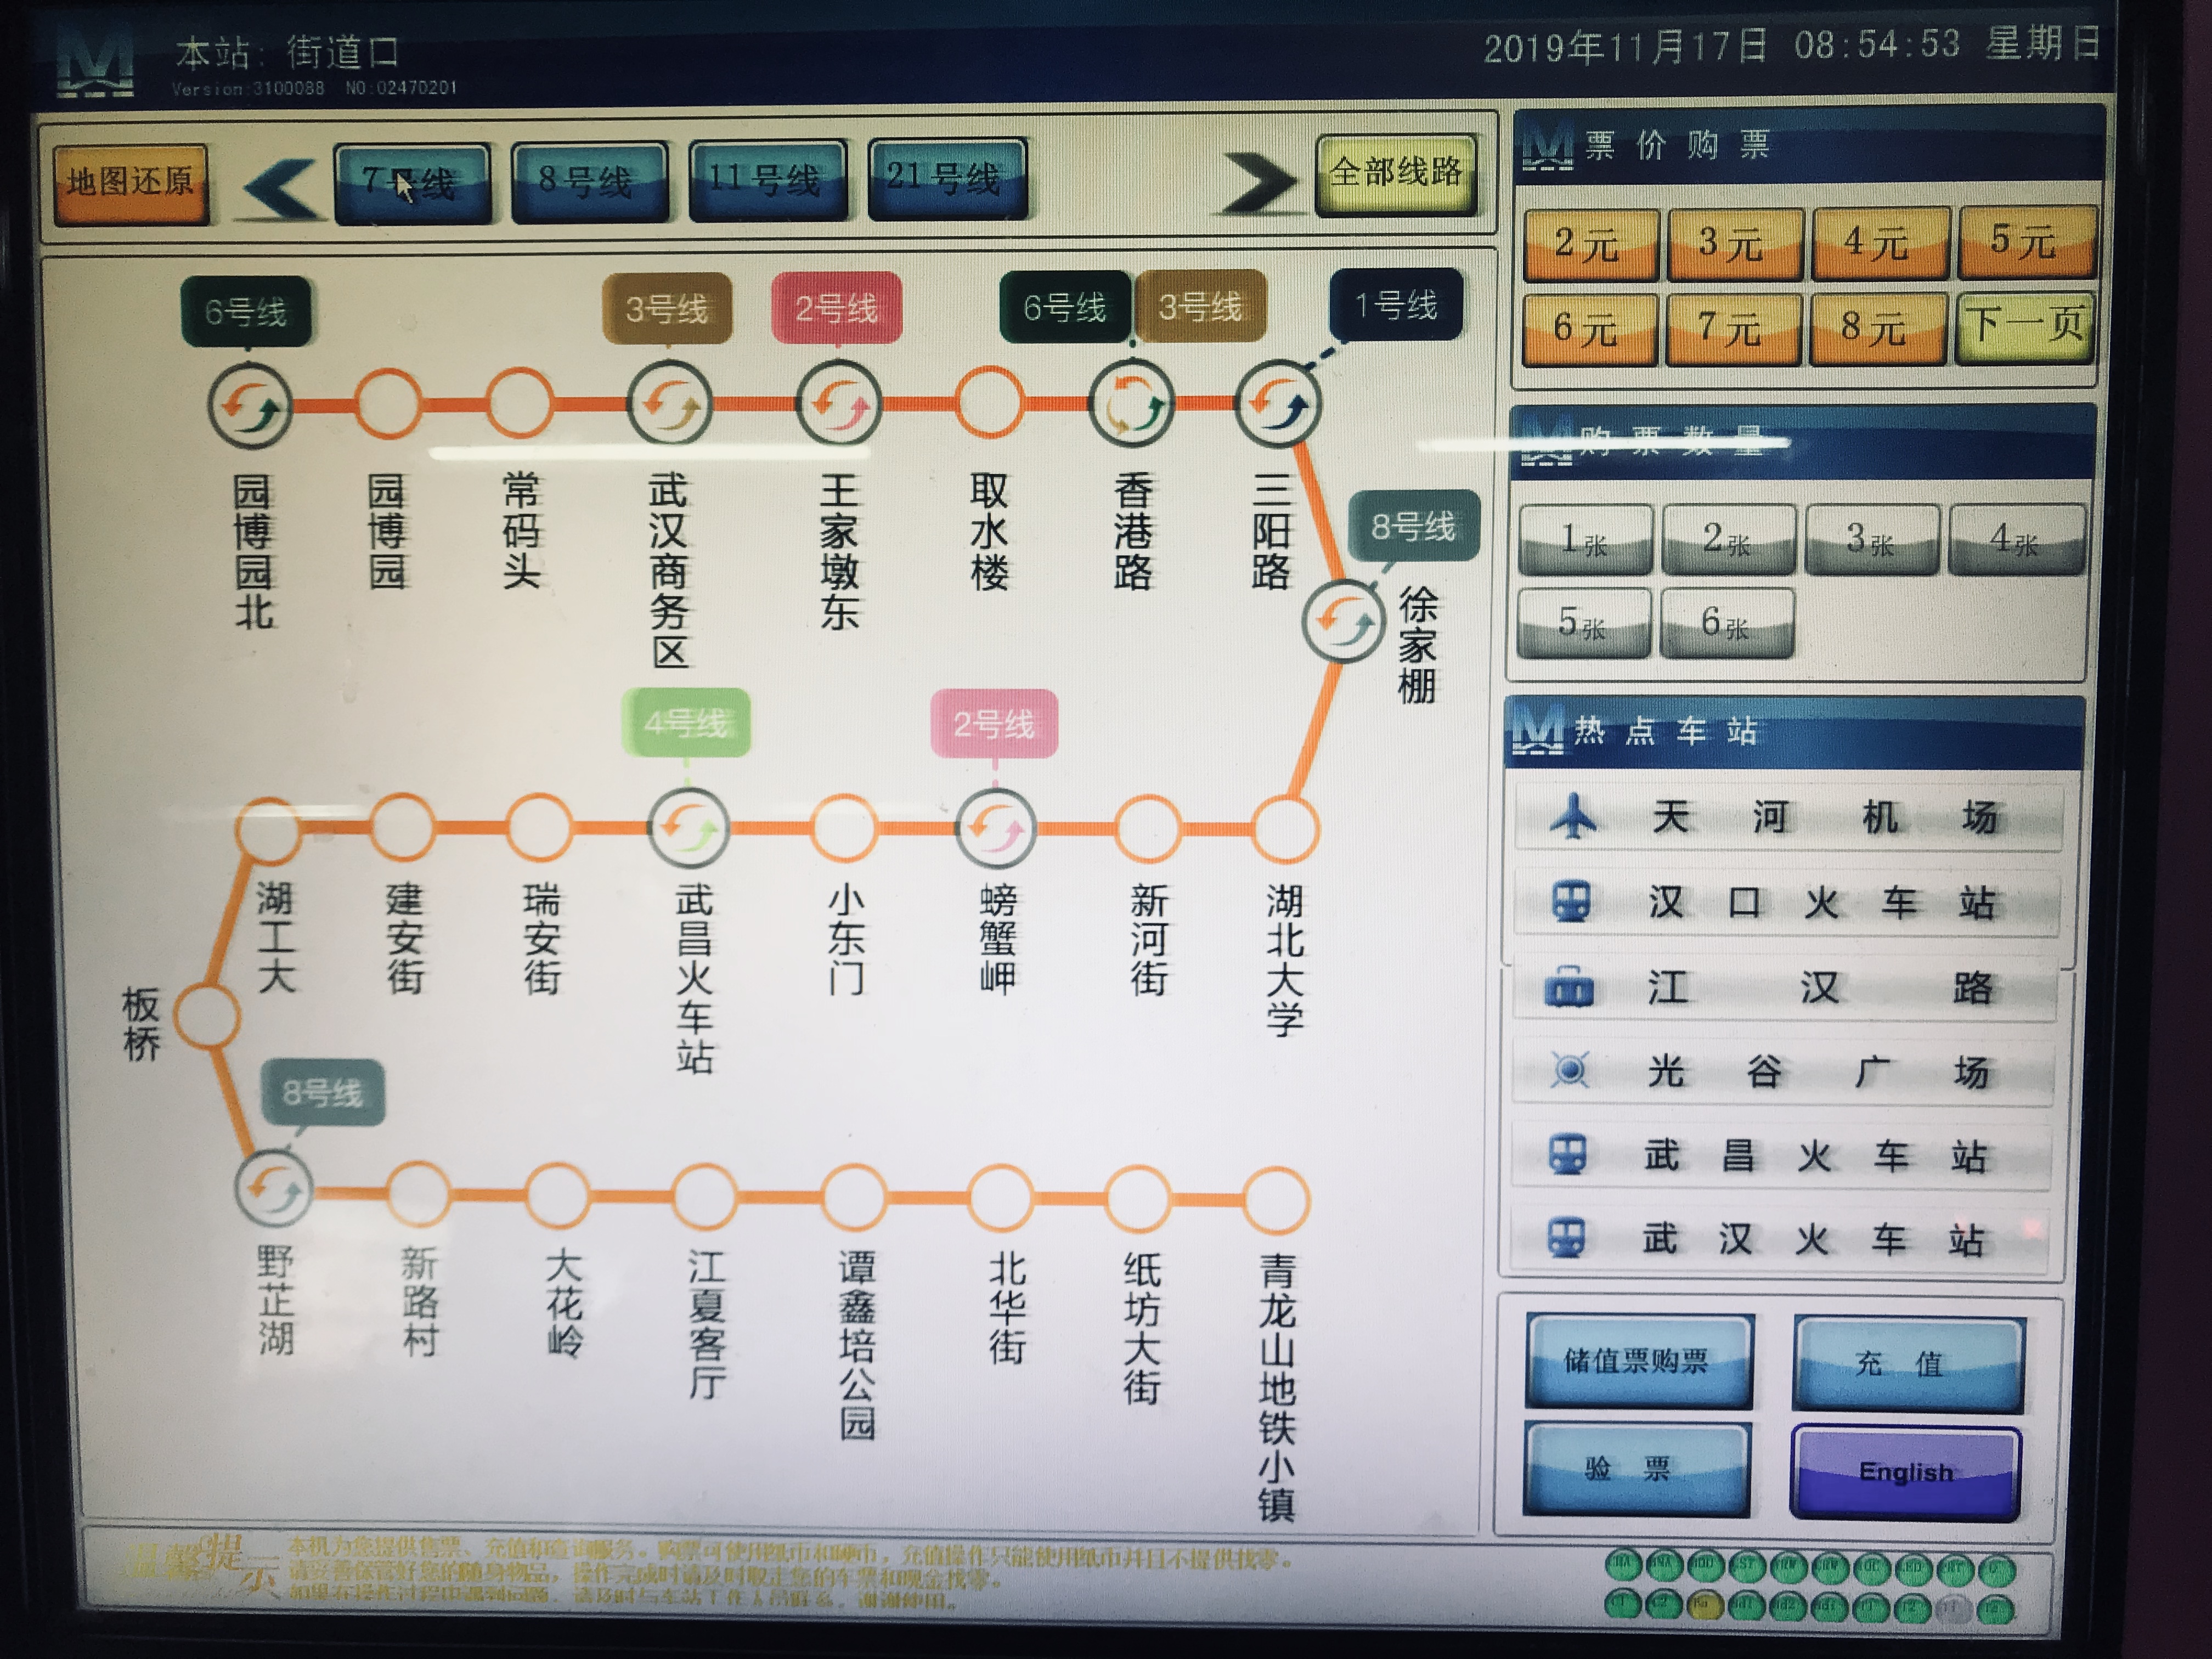 本站: 街道口
Version:3100088 NO:02470201
2019年11月17日 08:54:53 星期日
地图还原
7号线
8号线
11号线
21号线
全部线路
6号线
3号线
2号线
6号线
3号线
1号线
园博园北
园博园
常码头
武汉商务区
王家墩东
取水楼
香港路
三阳路
8号线
徐家棚
4号线
2号线
湖工大
建安街
瑞安街
武昌火车站
小东门
螃蟹岬
新河街
湖北大学
板桥
8号线
野芷湖
新路村
大花岭
江夏客厅
谭鑫培公园
北华街
纸坊大街
青龙山地铁小镇
票价购票
2元
3元
4元
5元
6元
7元
8元
下一页
购票数量
1张
2张
3张
4张
5张
6张
热点车站
天河机场
汉口火车站
江汉路
光谷广场
武昌火车站
武汉火车站
储值票购票
充值
验票
English
温馨提示
本机为您提供售票、充值和查询服务。购票可使用纸币和硬币，充值操作只能使用纸币并且不提供找零。
请妥善保管好您的随身物品，操作完成时请及时取走您的车票和现金找零。
如果在操作过程中遇到问题，请及时与车站工作人员联系，谢谢使用。